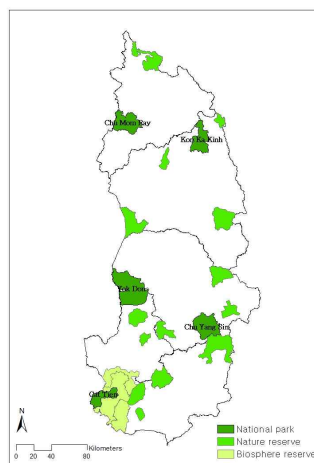 Chu Mom Ray
Kon Ka Kinh
Yok Don
Chu Yang Sin
Cat Tien
N
0 20 40 80
Kilometers
National park
Nature reserve
Biosphere reserve